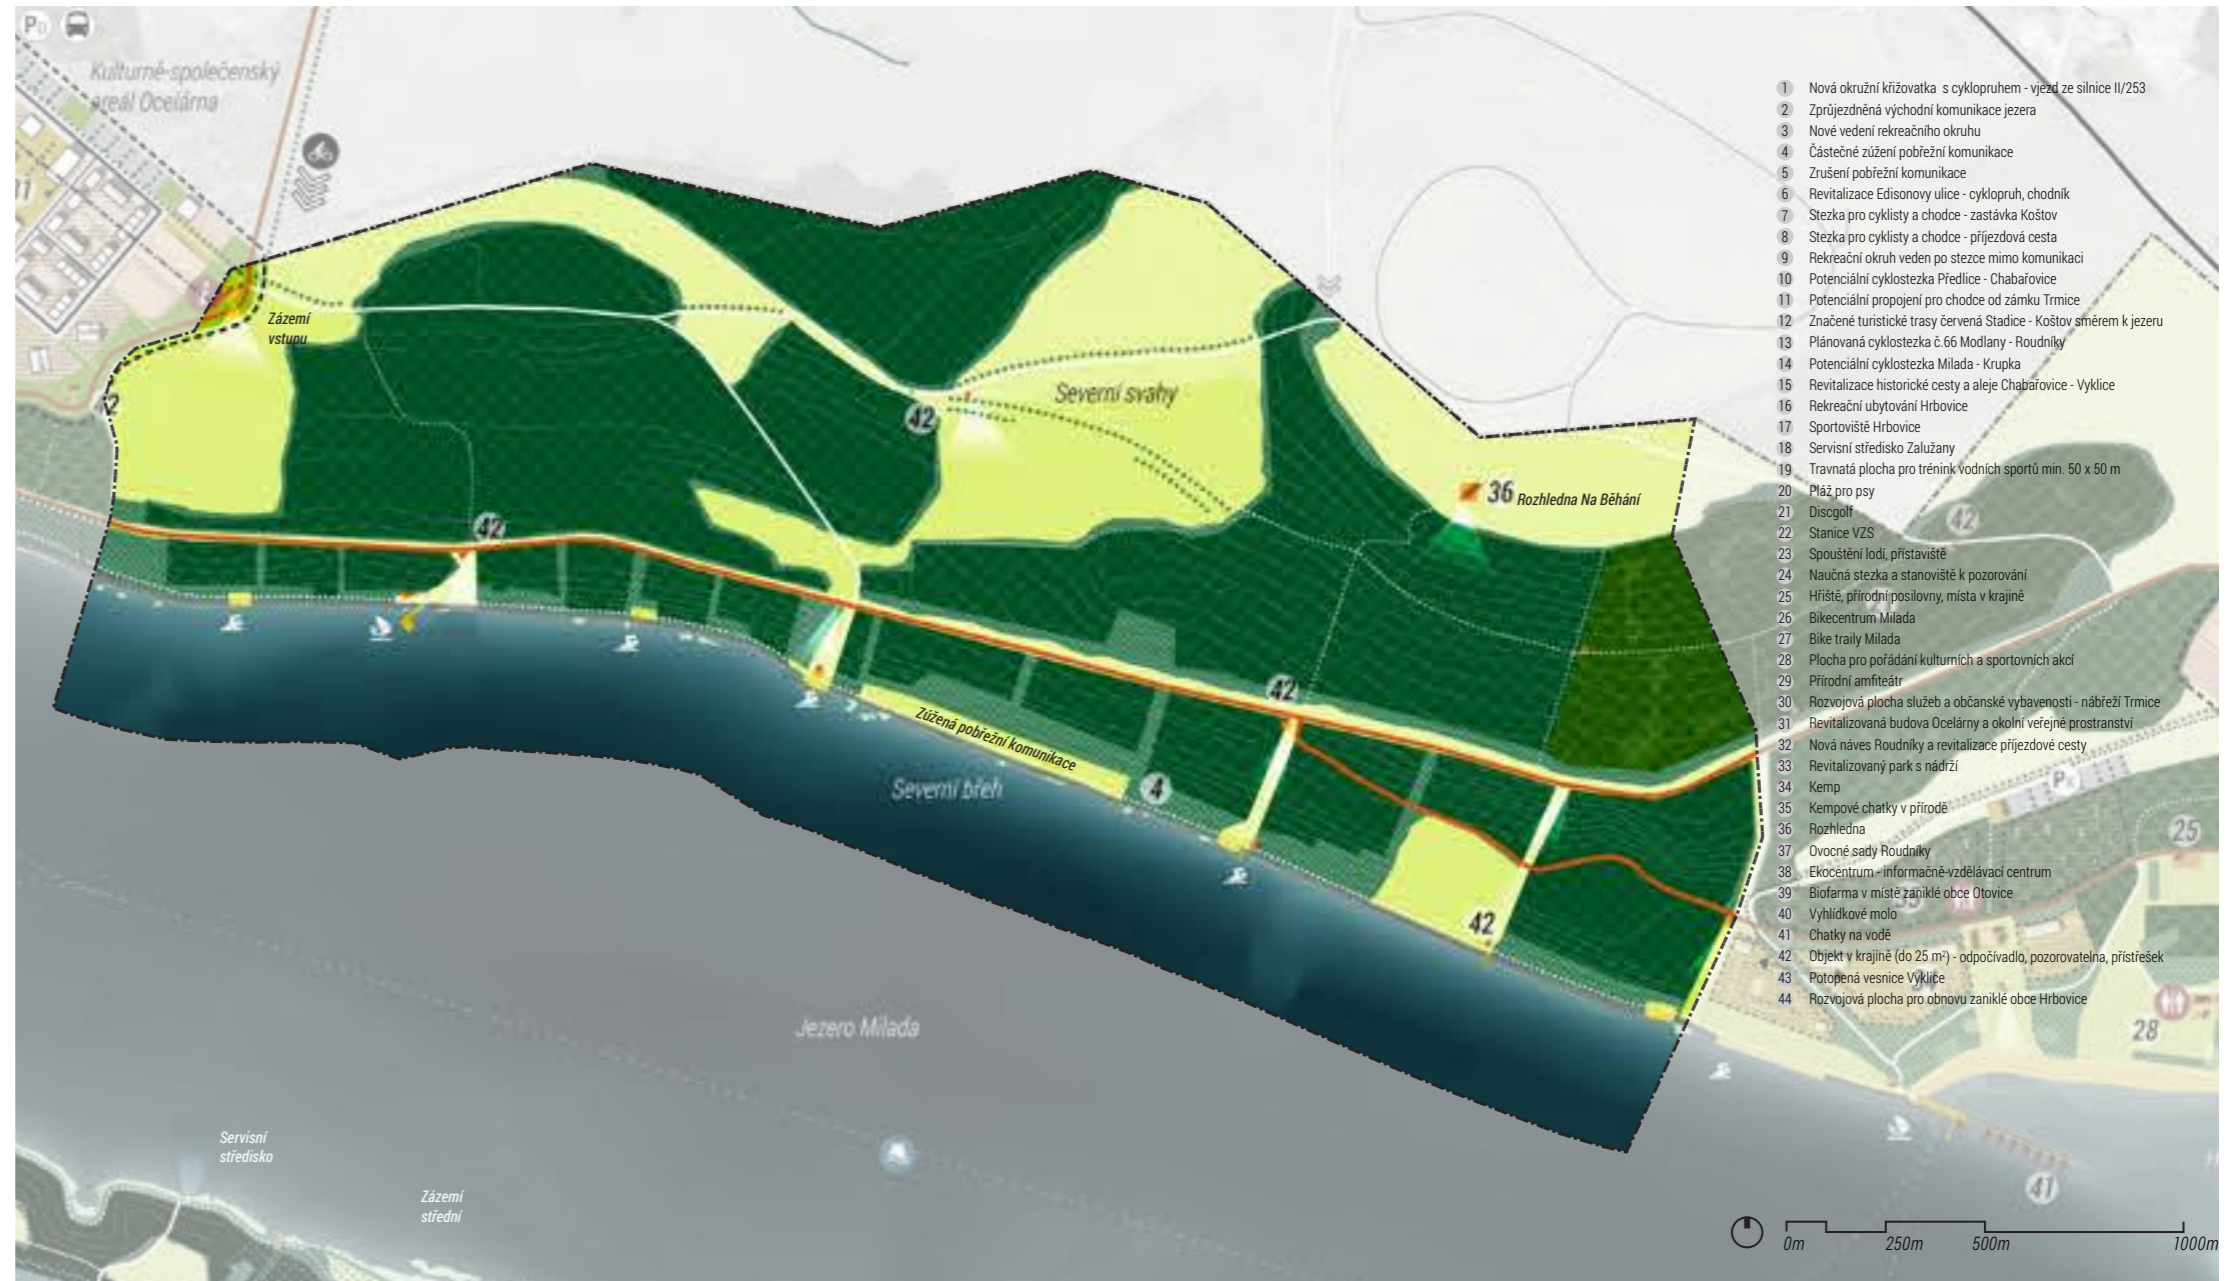 P
Kulturně-společenský
areál Ocelárna
31
Zázemí
vstupu
42
Severní svahy
42
36 Rozhledna Na Běhání
42
42
Zúžená pobřežní komunikace
4
Severní břeh
42
Jezero Milada
Servisní
středisko
Zázemí
střední
42
25
28
41
1 Nová okružní křižovatka s cyklopruhem - vjezd ze silnice II/253
2 Zprůjezdněná východní komunikace jezera
3 Nové vedení rekreačního okruhu
4 Částečné zúžení pobřežní komunikace
5 Zrušení pobřežní komunikace
6 Revitalizace Edisonovy ulice - cyklopruh, chodník
7 Stezka pro cyklisty a chodce - zastávka Koštov
8 Stezka pro cyklisty a chodce - příjezdová cesta
9 Rekreační okruh veden po stezce mimo komunikaci
10 Potenciální cyklostezka Předlice - Chabařovice
11 Potenciální propojení pro chodce od zámku Trmice
12 Značené turistické trasy červená Stadice - Koštov směrem k jezeru
13 Plánovaná cyklostezka č.66 Modlany - Roudníky
14 Potenciální cyklostezka Milada - Krupka
15 Revitalizace historické cesty a aleje Chabařovice - Vyklice
16 Rekreační ubytování Hrbovice
17 Sportoviště Hrbovice
18 Servisní středisko Zalužany
19 Travnatá plocha pro trénink vodních sportů min. 50 x 50 m
20 Pláž pro psy
21 Discgolf
22 Stanice VZS
23 Spouštění lodí, přístaviště
24 Naučná stezka a stanoviště k pozorování
25 Hřiště, přírodní posilovny, místa v krajině
26 Bikecentrum Milada
27 Bike traily Milada
28 Plocha pro pořádání kulturních a sportovních akcí
29 Přírodní amfiteátr
30 Rozvojová plocha služeb a občanské vybavenosti - nábřeží Trmice
31 Revitalizovaná budova Ocelárny a okolní veřejné prostranství
32 Nová náves Roudníky a revitalizace příjezdové cesty
33 Revitalizovaný park s nádrží
34 Kemp
35 Kempové chatky v přírodě
36 Rozhledna
37 Ovocné sady Roudníky
38 Ekocentrum - informačně-vzdělávací centrum
39 Biofarma v místě zaniklé obce Otovice
40 Vyhlídkové molo
41 Chatky na vodě
42 Objekt v krajině (do 25 m²) - odpočívadlo, pozorovatelna, přístřešek
43 Potopená vesnice Vyklice
44 Rozvojová plocha pro obnovu zaniklé obce Hrbovice
0m 250m 500m 1000m